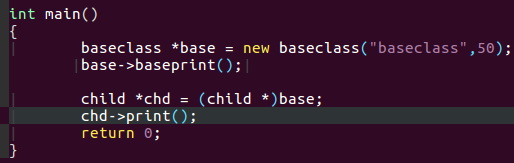 int main()
{
baseclass *base = new baseclass("baseclass",50);
base->baseprint();
child *chd = (child *)base;
chd->print();
return 0;
}